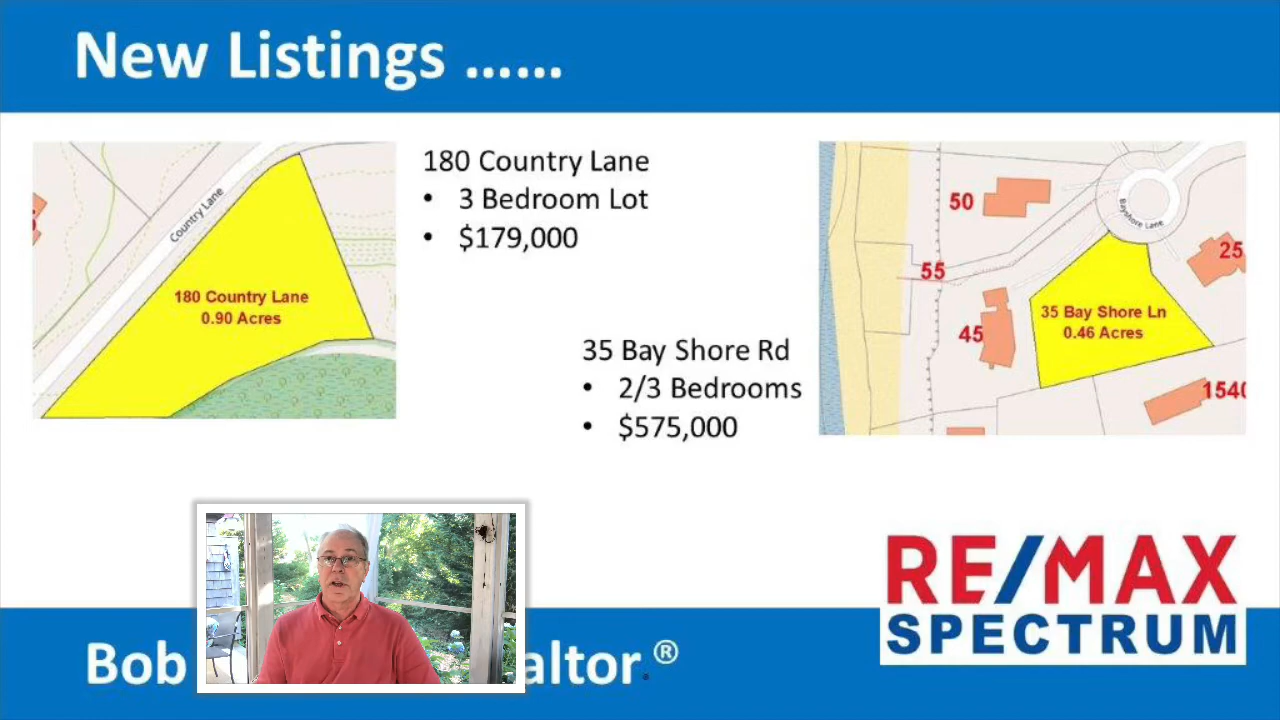 New Listings ......
180 Country Lane
• 3 Bedroom Lot
• $179,000
Country Lane
180 Country Lane
0.90 Acres
35 Bay Shore Rd
• 2/3 Bedrooms
• $575,000
50
55
45
Bayshore Lane
25
35 Bay Shore Ln
0.46 Acres
1540
RE/MAX
SPECTRUM
Bob altor.®